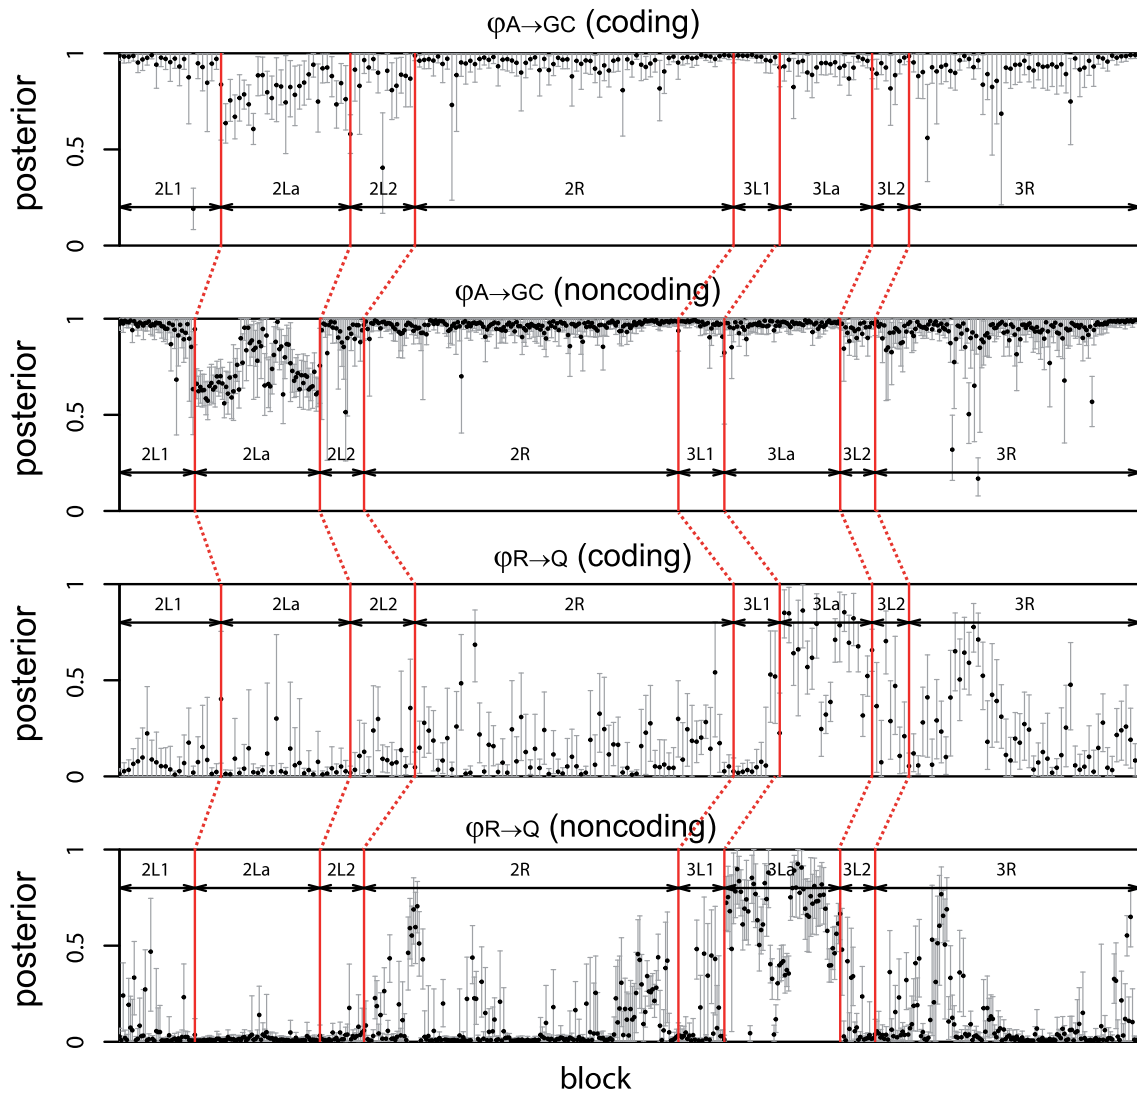 φA→GC (coding)
posterior
1
0.5
0
2L1 2La 2L2 2R 3L1 3La 3L2 3R
φA→GC (noncoding)
posterior
1
0.5
0
2L1 2La 2L2 2R 3L1 3La 3L2 3R
φR→Q (coding)
posterior
1
0.5
0
2L1 2La 2L2 2R 3L1 3La 3L2 3R
φR→Q (noncoding)
posterior
1
0.5
0
2L1 2La 2L2 2R 3L1 3La 3L2 3R
block